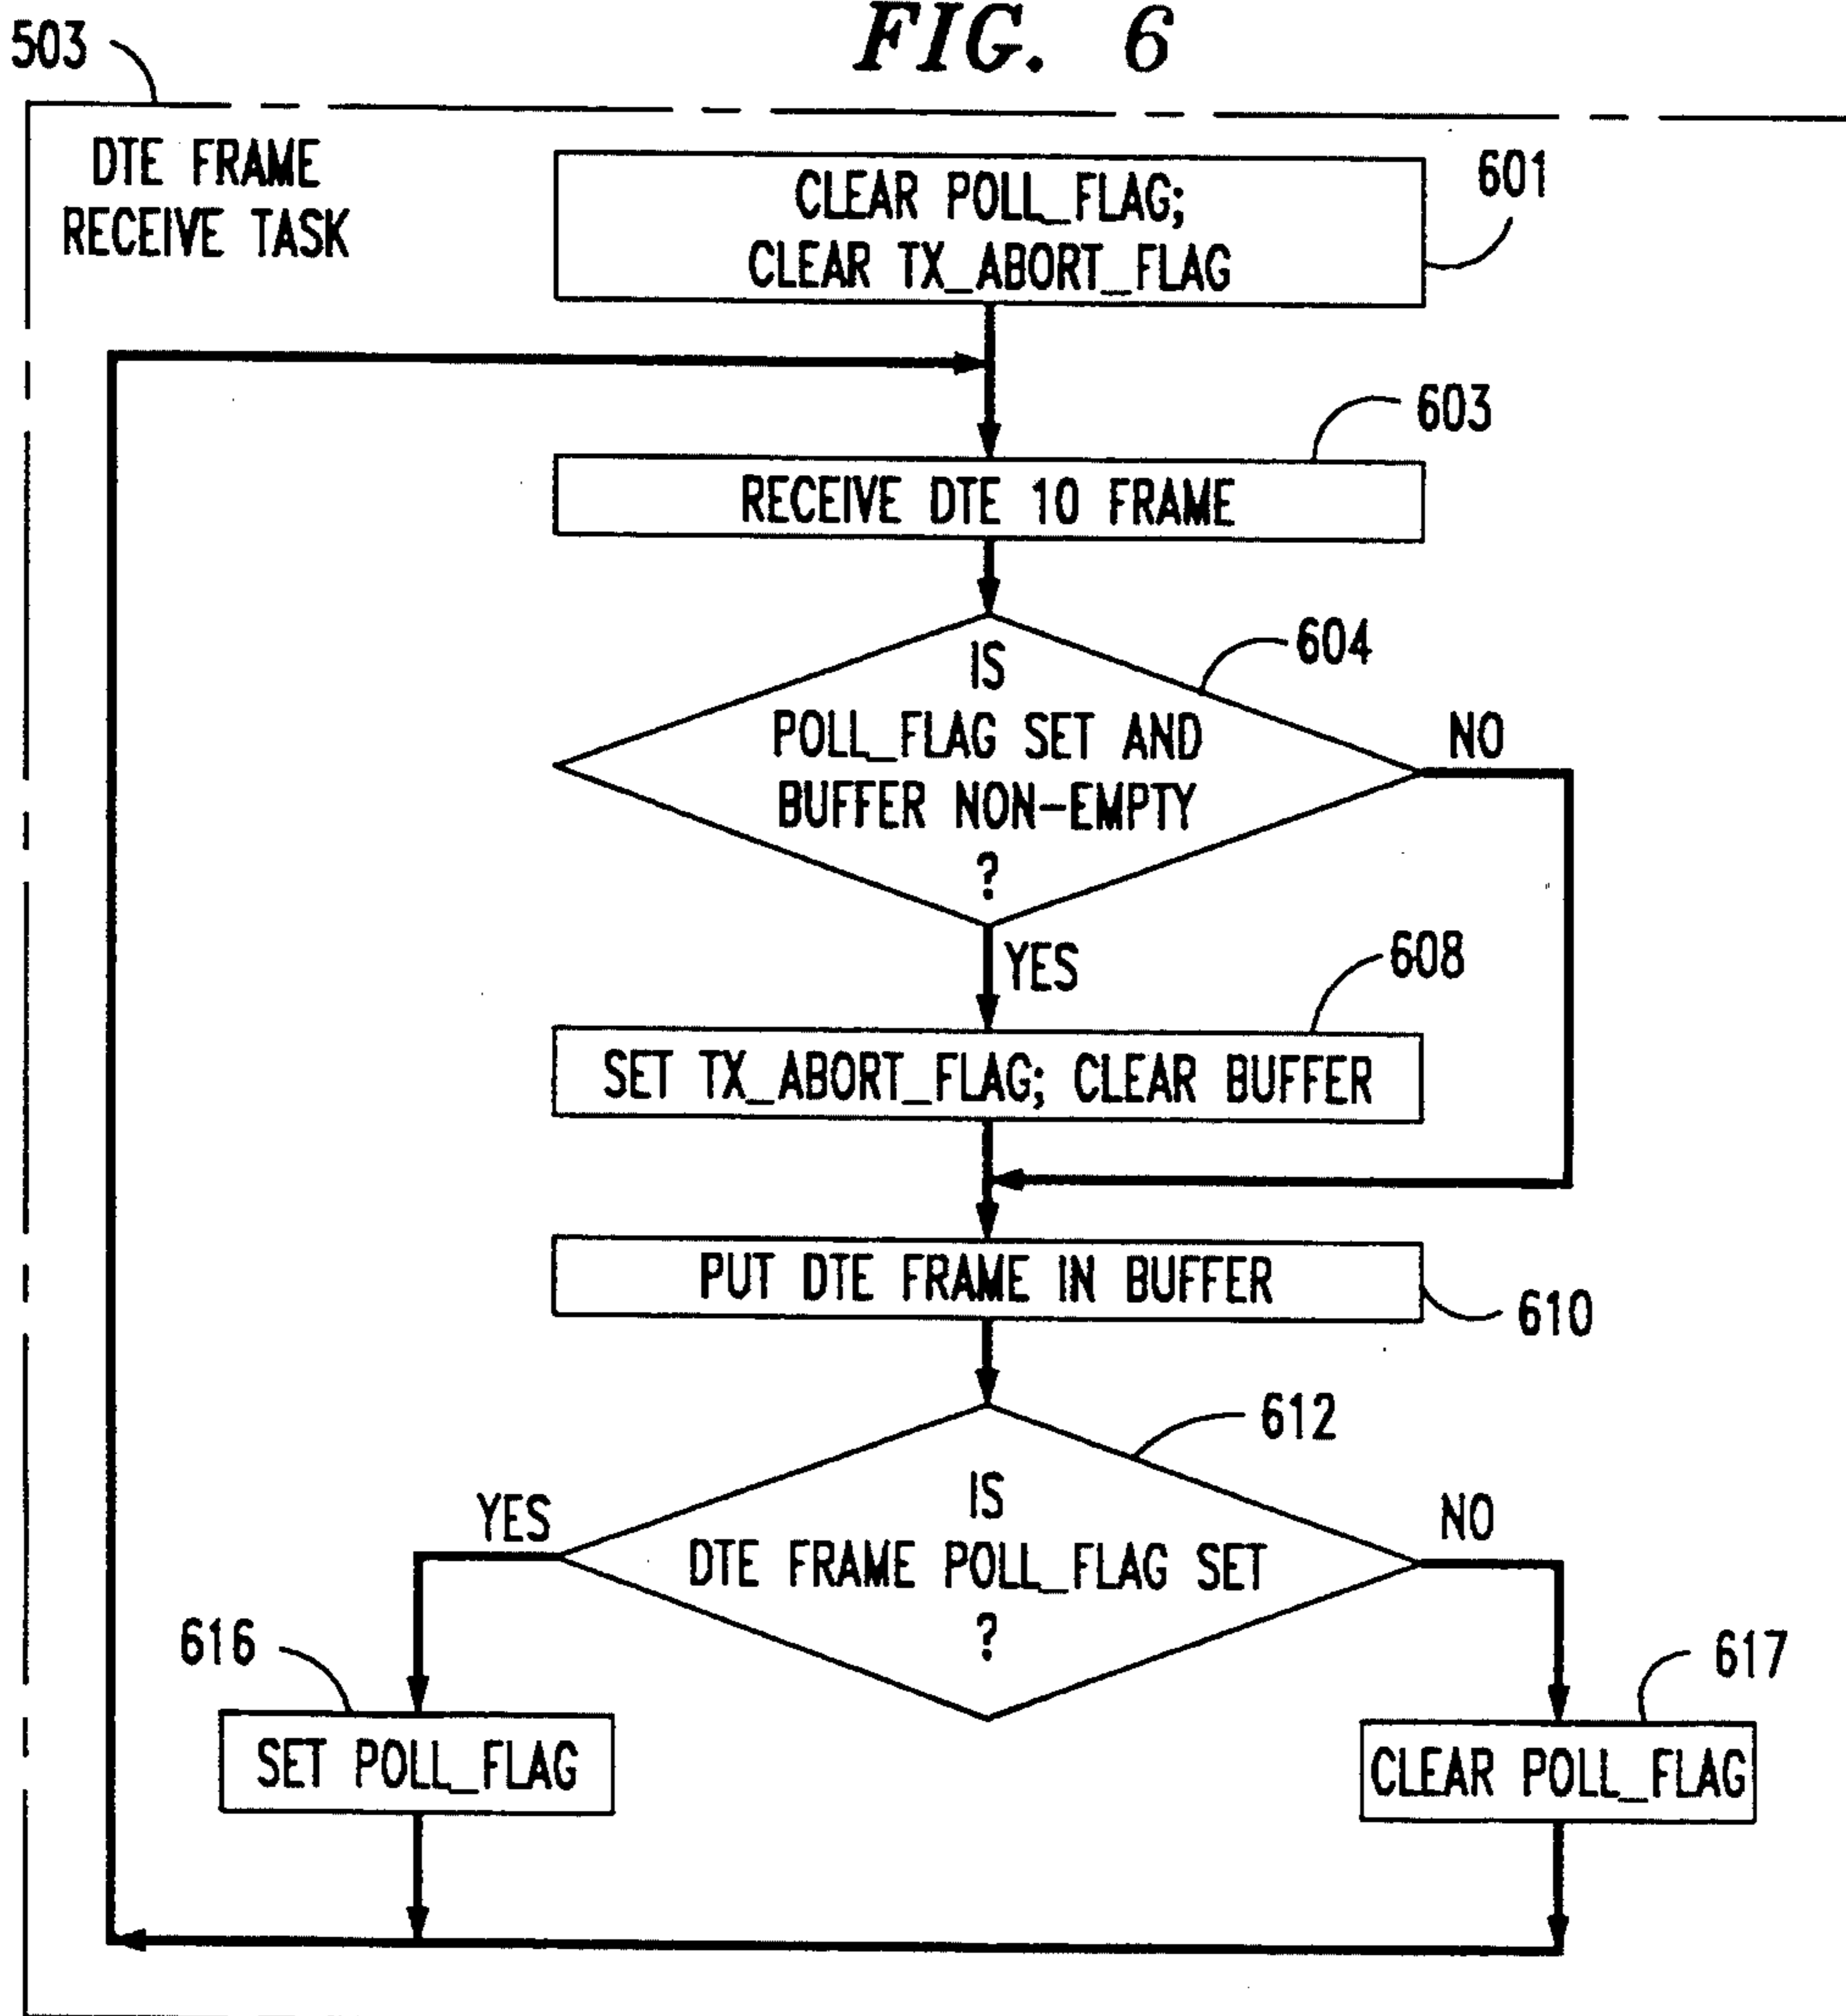 FIG. 6
503
DTE FRAME
RECEIVE TASK
CLEAR POLL_FLAG;
CLEAR TX_ABORT_FLAG
601
603
RECEIVE DTE 10 FRAME
604
IS
POLL_FLAG SET AND
BUFFER NON-EMPTY
?
NO
YES
608
SET TX_ABORT_FLAG; CLEAR BUFFER
PUT DTE FRAME IN BUFFER
610
612
IS
DTE FRAME POLL_FLAG SET
?
YES
NO
616
SET POLL_FLAG
617
CLEAR POLL_FLAG